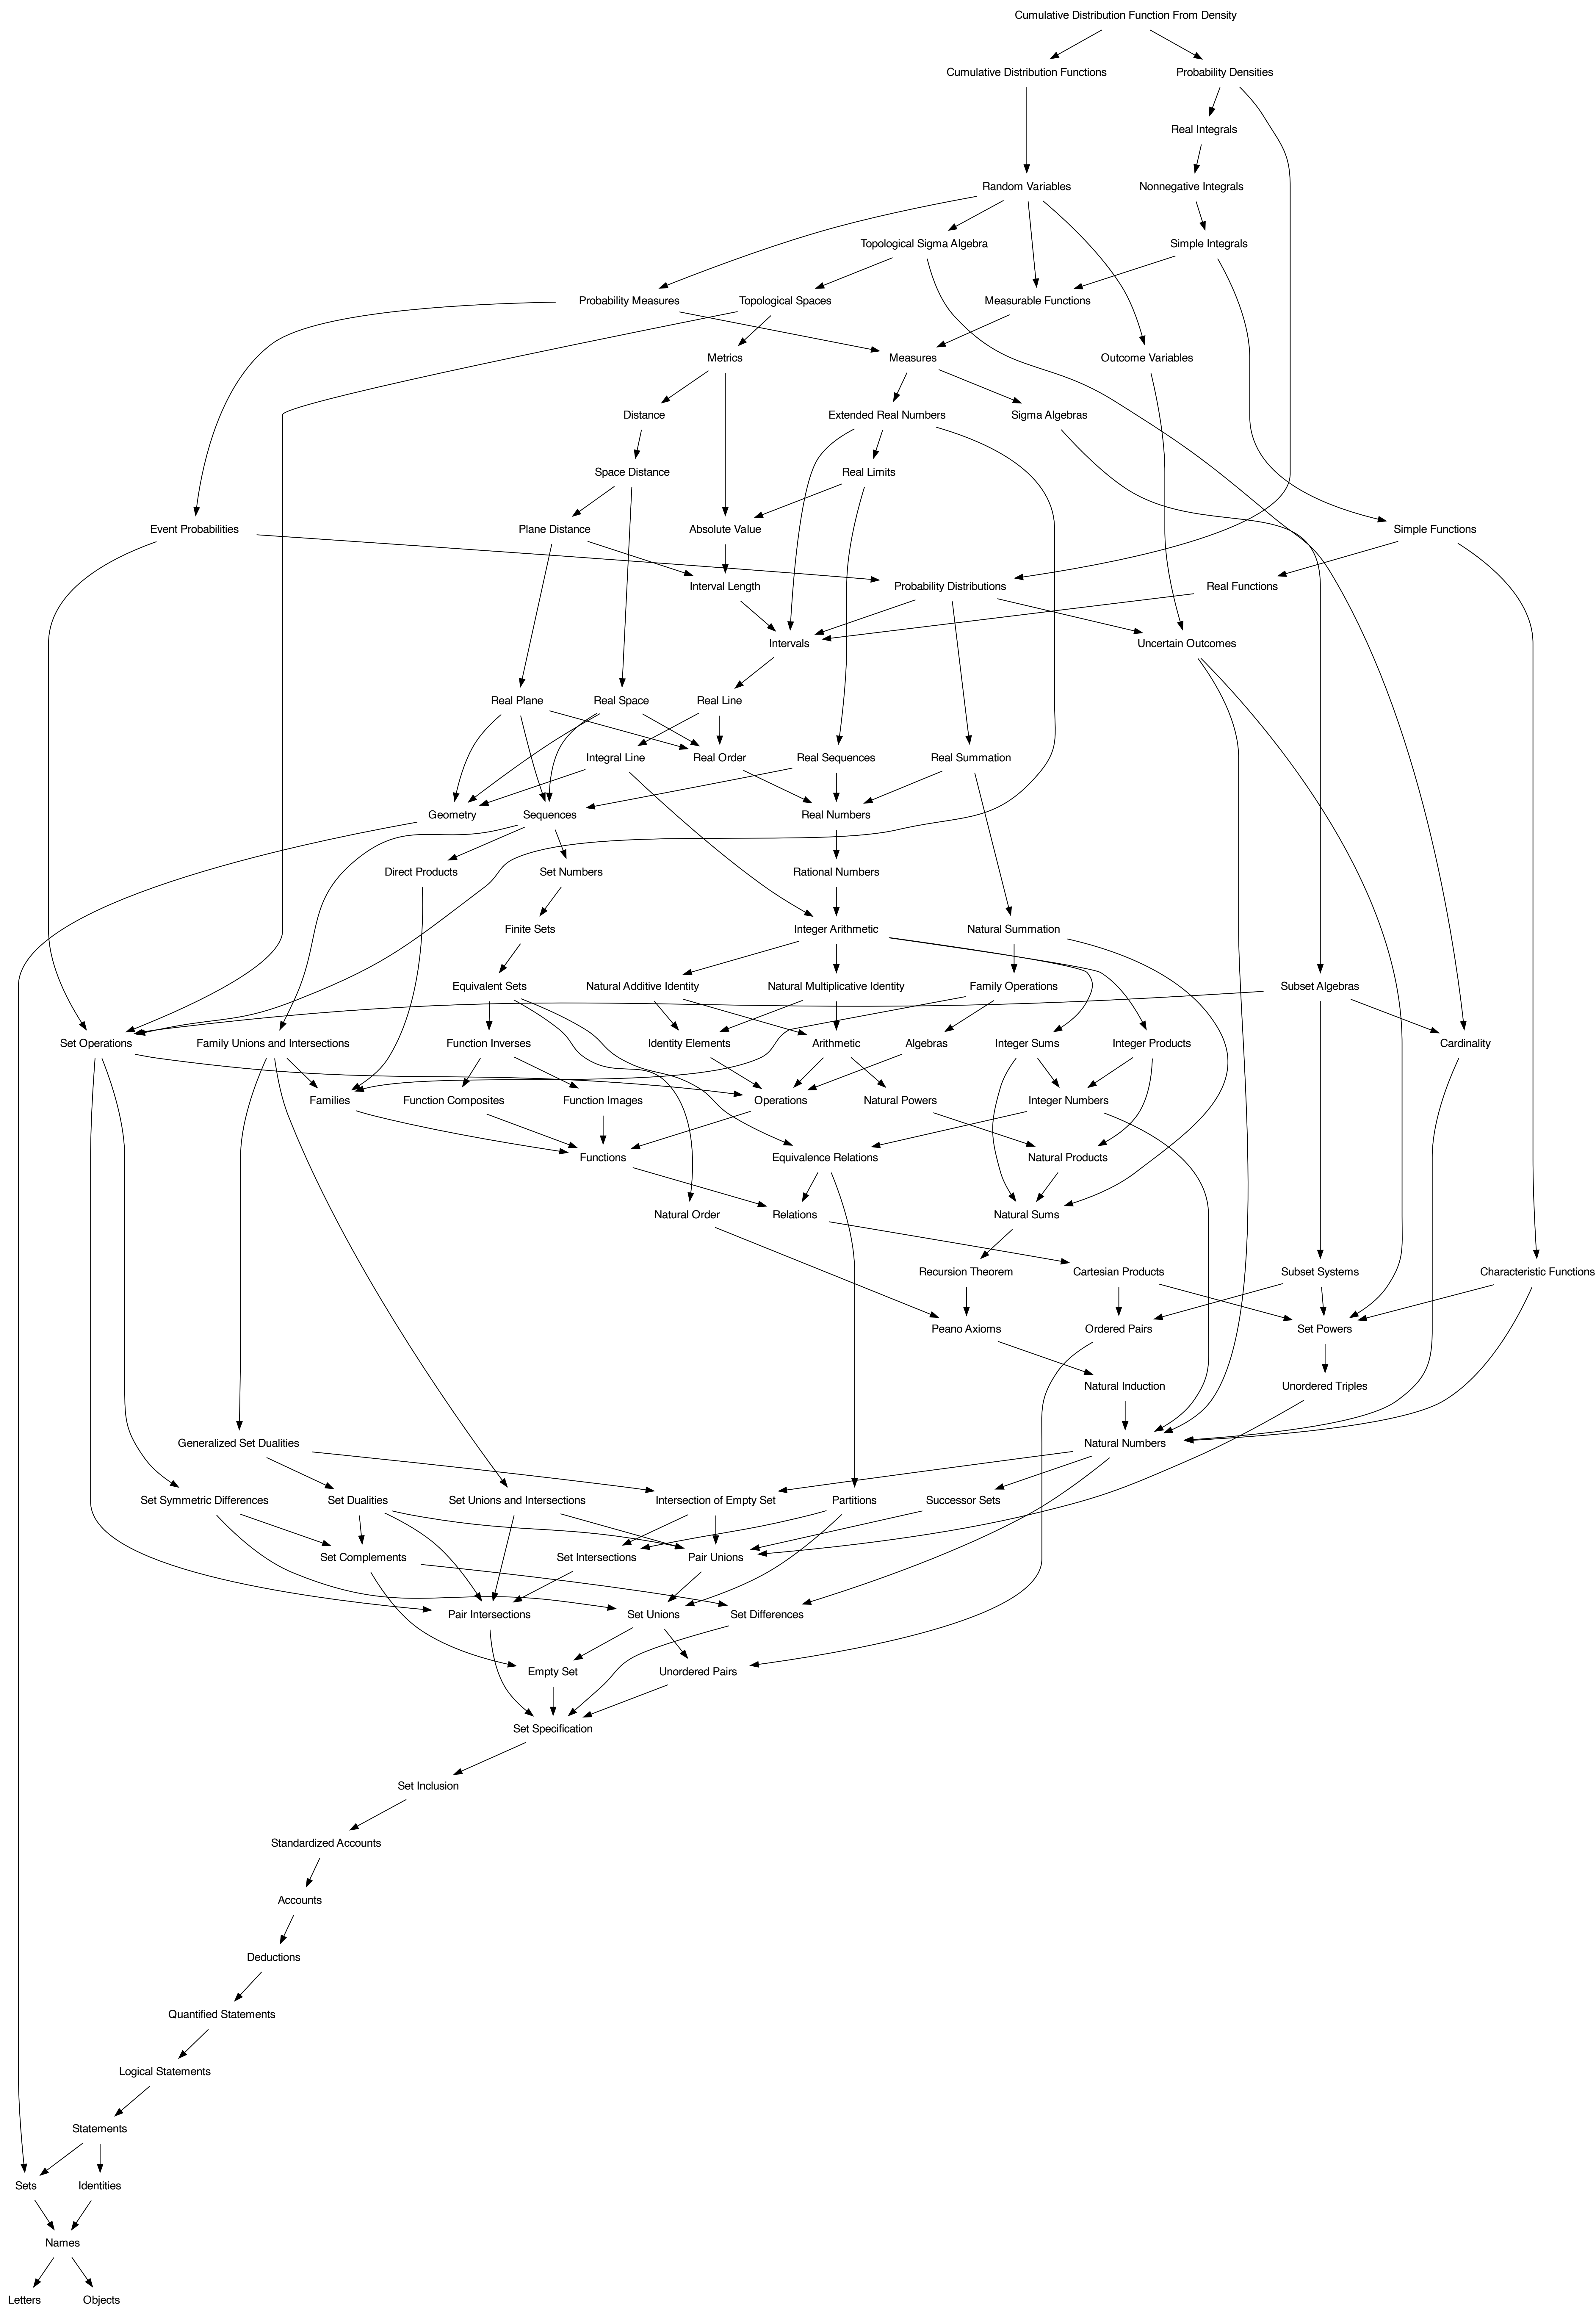 Cumulative Distribution Function From Density
Cumulative Distribution Functions
Probability Densities
Real Integrals
Random Variables
Nonnegative Integrals
Topological Sigma Algebra
Simple Integrals
Probability Measures
Topological Spaces
Measurable Functions
Metrics
Measures
Outcome Variables
Distance
Extended Real Numbers
Sigma Algebras
Space Distance
Real Limits
Event Probabilities
Plane Distance
Absolute Value
Simple Functions
Interval Length
Probability Distributions
Real Functions
Intervals
Uncertain Outcomes
Real Plane
Real Space
Real Line
Integral Line
Real Order
Real Sequences
Real Summation
Geometry
Sequences
Real Numbers
Direct Products
Set Numbers
Rational Numbers
Finite Sets
Integer Arithmetic
Natural Summation
Equivalent Sets
Natural Additive Identity
Natural Multiplicative Identity
Family Operations
Subset Algebras
Set Operations
Family Unions and Intersections
Function Inverses
Identity Elements
Arithmetic
Algebras
Integer Sums
Integer Products
Cardinality
Families
Function Composites
Function Images
Operations
Natural Powers
Integer Numbers
Functions
Equivalence Relations
Natural Products
Natural Order
Relations
Natural Sums
Recursion Theorem
Cartesian Products
Subset Systems
Characteristic Functions
Peano Axioms
Ordered Pairs
Set Powers
Natural Induction
Unordered Triples
Generalized Set Dualities
Natural Numbers
Set Symmetric Differences
Set Dualities
Set Unions and Intersections
Intersection of Empty Set
Partitions
Successor Sets
Set Complements
Set Intersections
Pair Unions
Pair Intersections
Set Unions
Set Differences
Empty Set
Unordered Pairs
Set Specification
Set Inclusion
Standardized Accounts
Accounts
Deductions
Quantified Statements
Logical Statements
Statements
Sets
Identities
Names
Letters
Objects